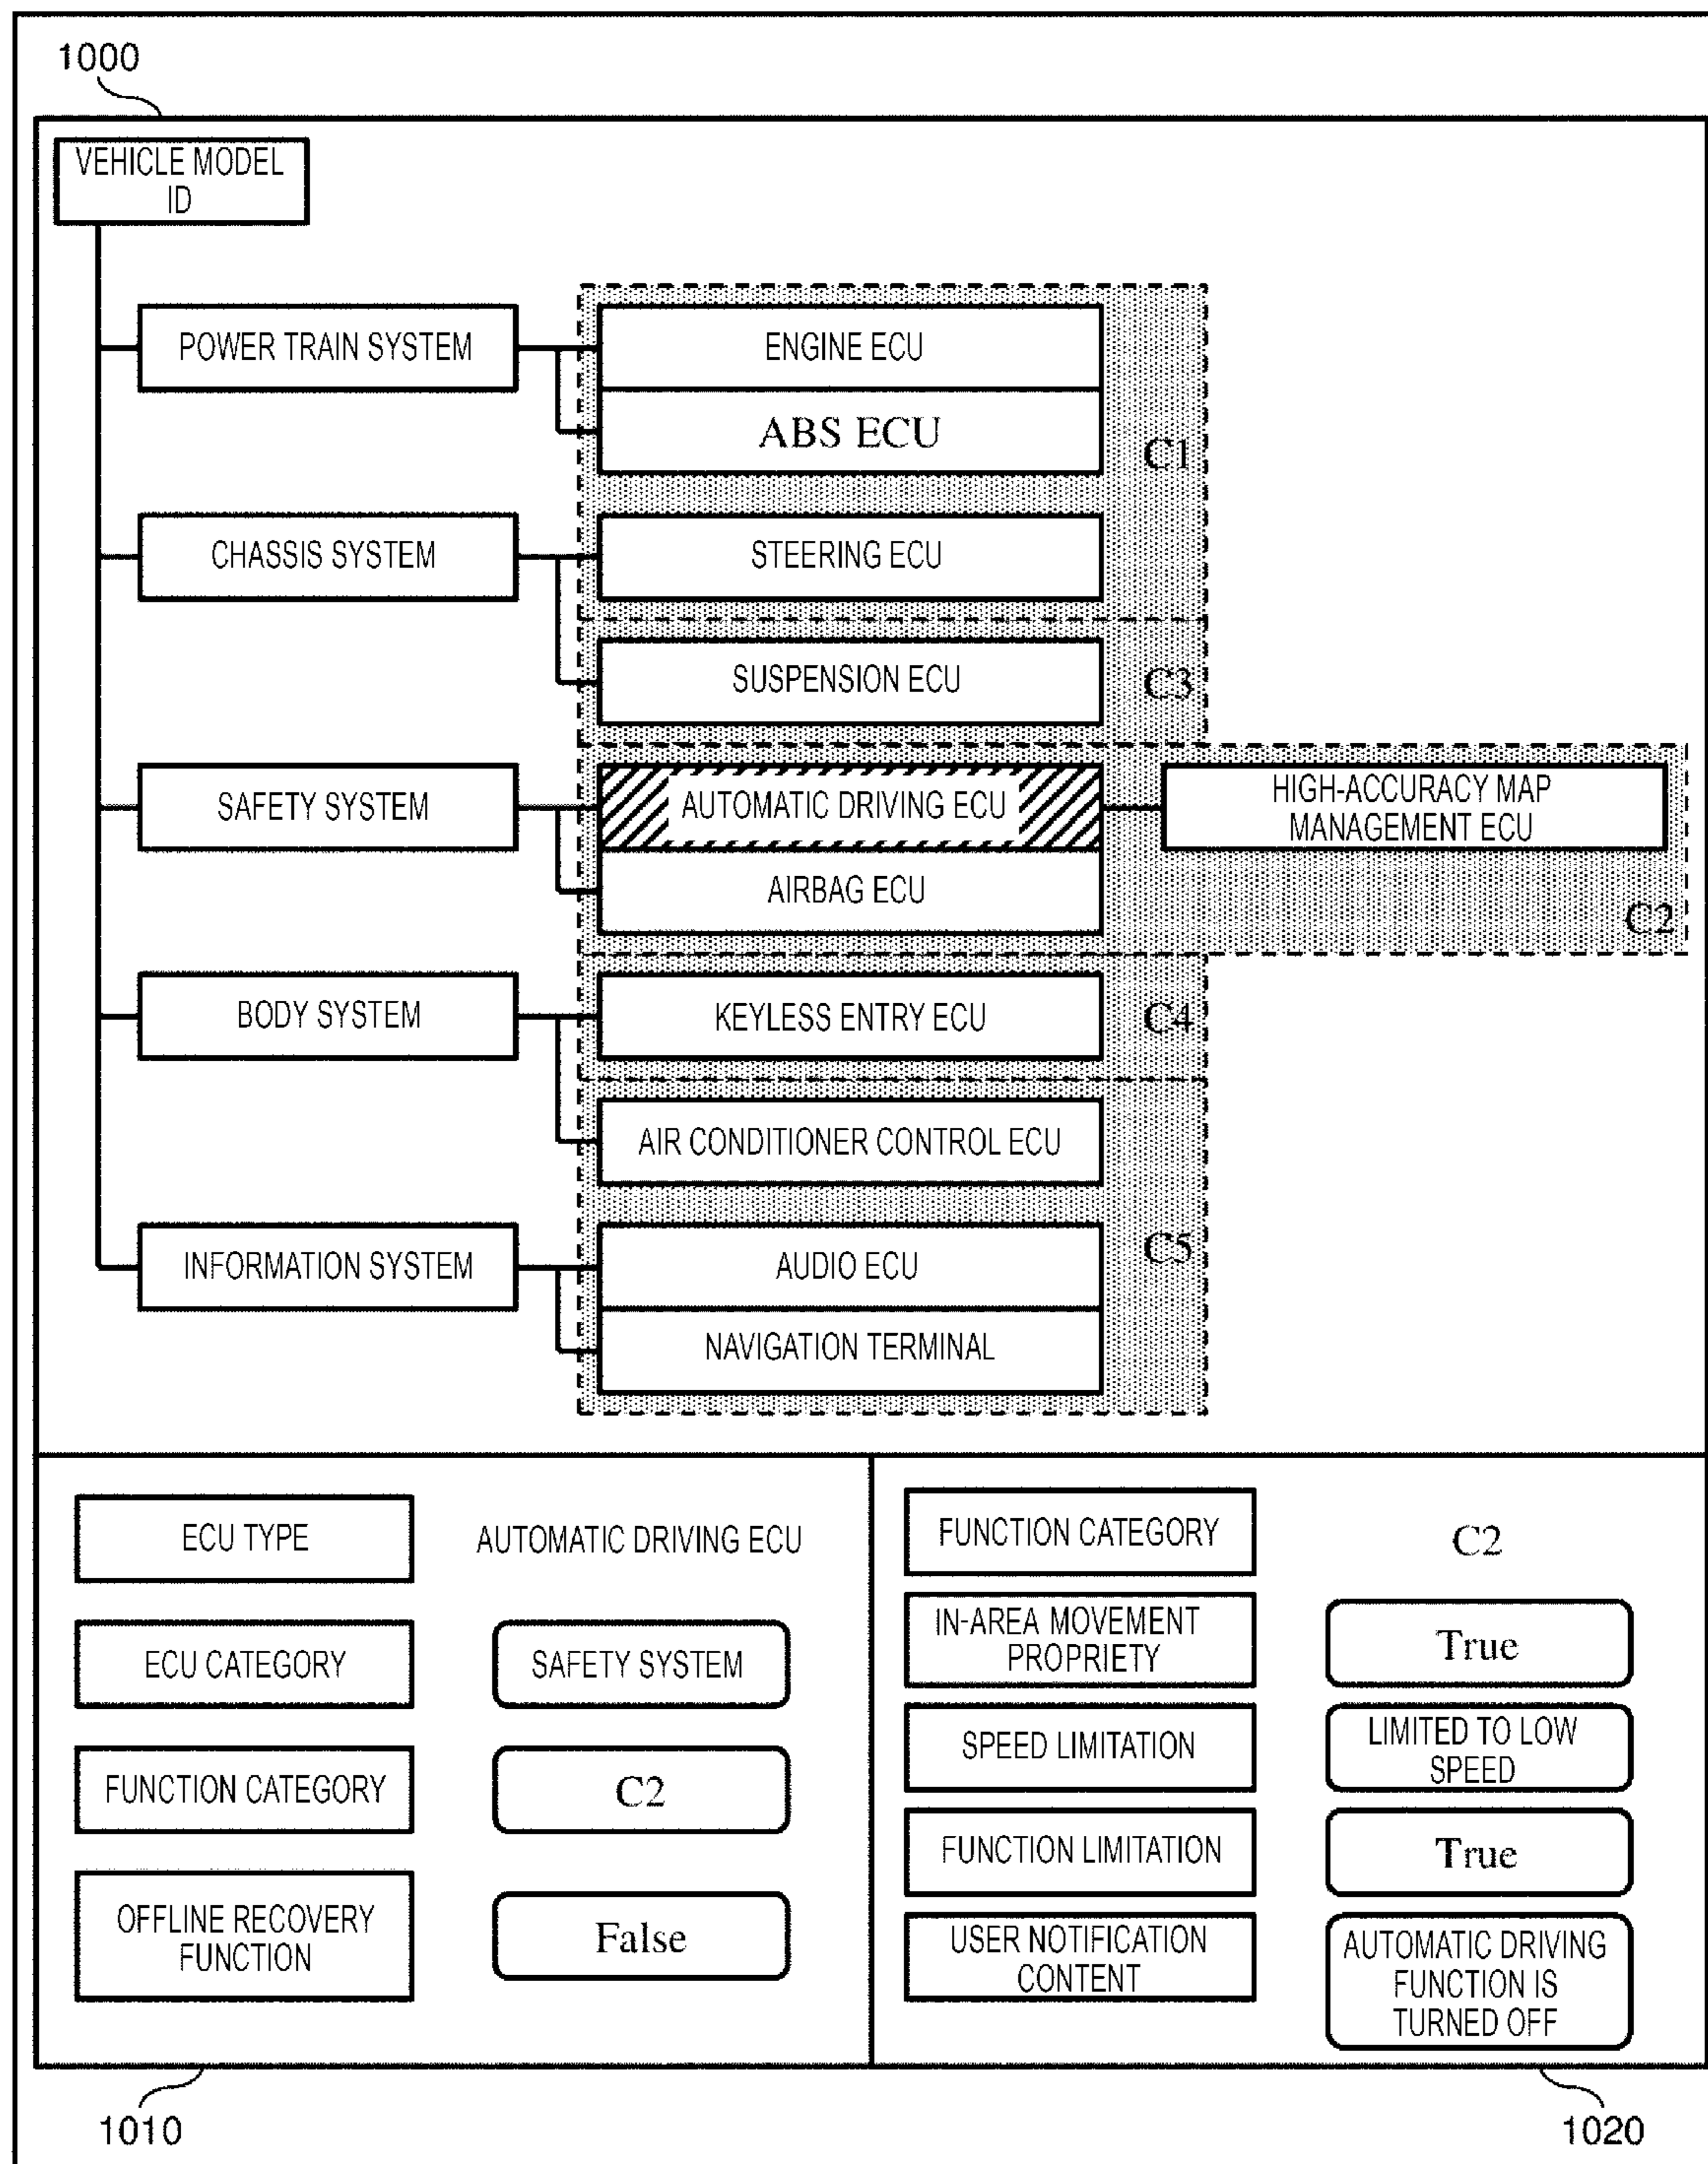 1000
VEHICLE MODEL
ID
POWER TRAIN SYSTEM
ENGINE ECU
ABS ECU
C1
CHASSIS SYSTEM
STEERING ECU
SUSPENSION ECU
C3
SAFETY SYSTEM
AUTOMATIC DRIVING ECU
HIGH-ACCURACY MAP
MANAGEMENT ECU
AIRBAG ECU
C2
BODY SYSTEM
KEYLESS ENTRY ECU
C4
AIR CONDITIONER CONTROL ECU
INFORMATION SYSTEM
AUDIO ECU
C5
NAVIGATION TERMINAL
ECU TYPE
AUTOMATIC DRIVING ECU
ECU CATEGORY
SAFETY SYSTEM
FUNCTION CATEGORY
C2
OFFLINE RECOVERY
FUNCTION
False
FUNCTION CATEGORY
C2
IN-AREA MOVEMENT
PROPRIETY
True
SPEED LIMITATION
LIMITED TO LOW
SPEED
FUNCTION LIMITATION
True
USER NOTIFICATION
CONTENT
AUTOMATIC DRIVING
FUNCTION IS
TURNED OFF
1010
1020